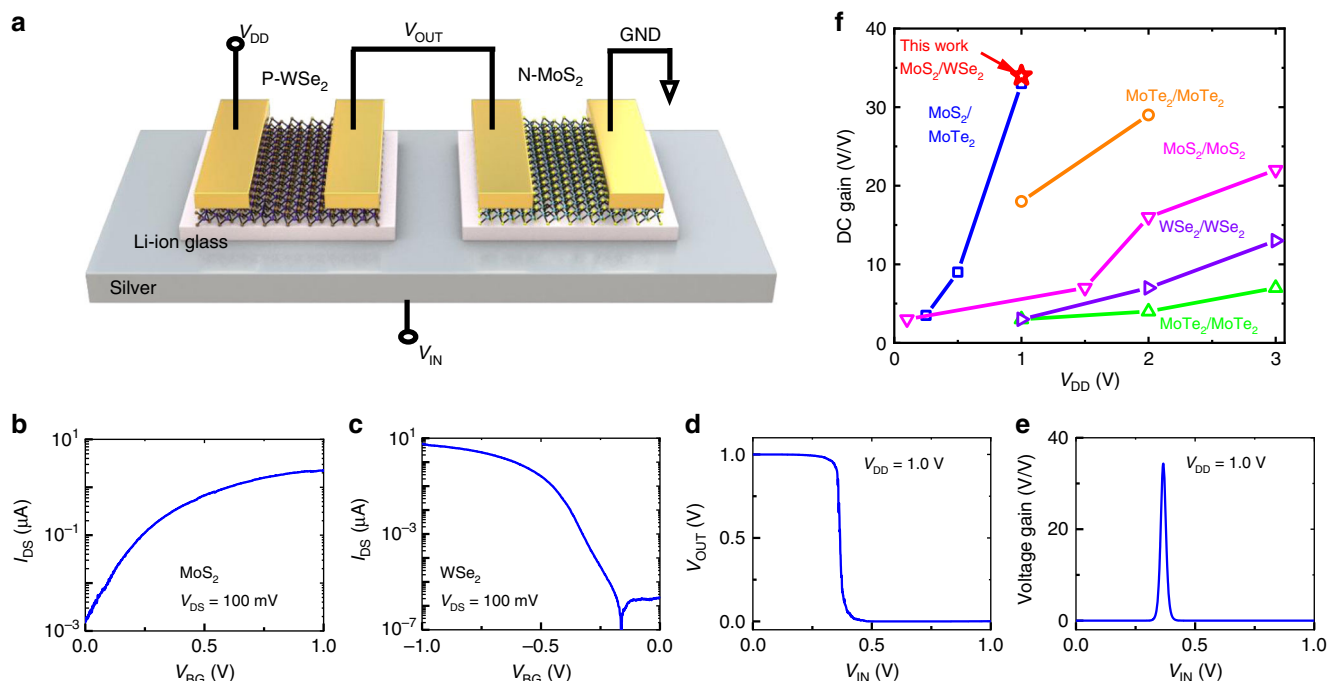 a
V_DD
V_OUT
GND
P-WSe₂
N-MoS₂
Li-ion glass
Silver
V_IN
f
This work
MoS₂/WSe₂
MoS₂/
MoTe₂
MoTe₂/MoTe₂
MoS₂/MoS₂
WSe₂/WSe₂
MoTe₂/MoTe₂
40
30
20
10
0
DC gain (V/V)
0
1
2
3
V_DD (V)
b
10¹
10⁻¹
10⁻³
I_DS (μA)
MoS₂
V_DS = 100 mV
0.0
0.5
1.0
V_BG (V)
c
10¹
10⁻³
10⁻⁷
I_DS (μA)
WSe₂
V_DS = 100 mV
−1.0
−0.5
0.0
V_BG (V)
d
1.0
0.5
0.0
V_OUT (V)
V_DD = 1.0 V
0.0
0.5
1.0
V_IN (V)
e
40
20
0
Voltage gain (V/V)
V_DD = 1.0 V
0.0
0.5
1.0
V_IN (V)